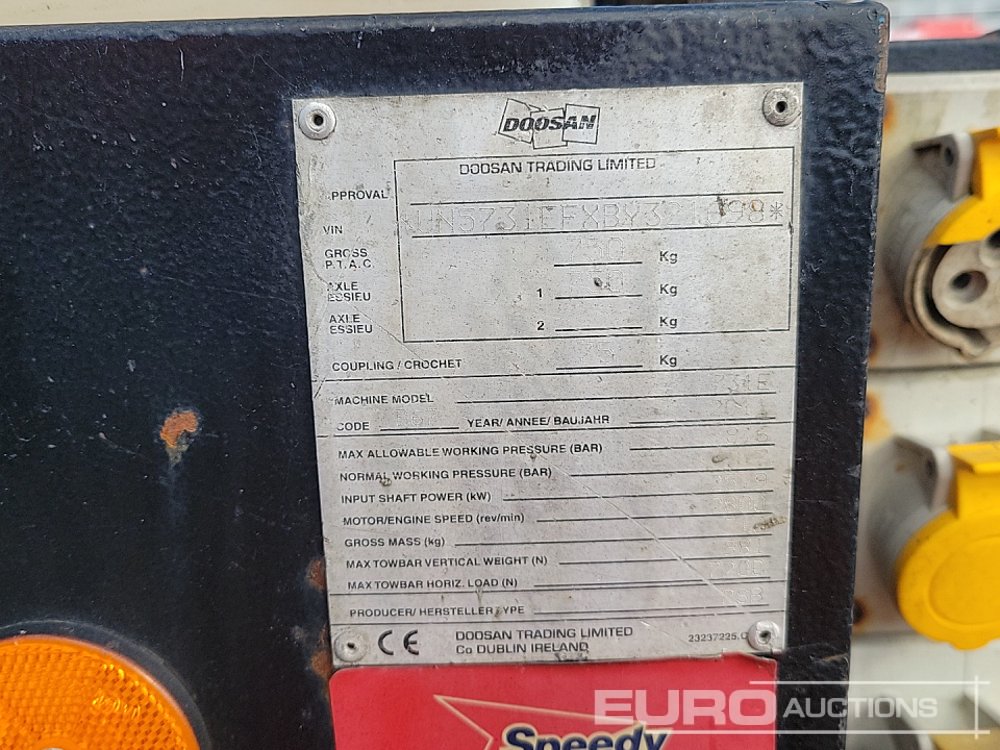 DOOSAN
DOOSAN TRADING LIMITED
PPROVAL
VIN
GROSS
P.T.A.C. Kg
AXLE
ESSIEU 1 Kg
AXLE
ESSIEU 2 Kg
COUPLING / CROCHET Kg
MACHINE MODEL
CODE YEAR/ ANNEE/ BAUJAHR
MAX ALLOWABLE WORKING PRESSURE (BAR)
NORMAL WORKING PRESSURE (BAR)
INPUT SHAFT POWER (kW)
MOTOR/ENGINE SPEED (rev/min)
GROSS MASS (kg)
MAX TOWBAR VERTICAL WEIGHT (N)
MAX TOWBAR HORIZ. LOAD (N)
PRODUCER/ HERSTELLER TYPE
CE DOOSAN TRADING LIMITED
Co DUBLIN IRELAND
Speedy
EURO AUCTIONS